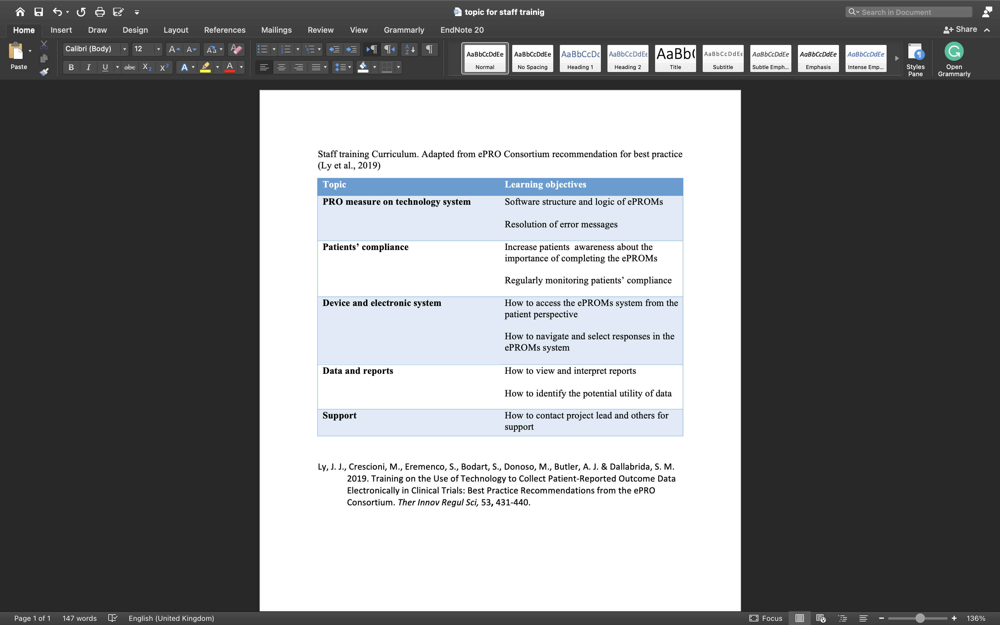 topic for staff trainig
Search in Document
Home Insert Draw Design Layout References Mailings Review View Grammarly EndNote 20
Share
Paste
Calibri (Body) 12
AaBbCcDdEe AaBbCcDdEe AaBbCcDc AaBbCcDdEe AaBb( AaBbCcDdEe AaBbCcDdEe AaBbCcDdEe AaBbCcDdEe
Normal No Spacing Heading 1 Heading 2 Title Subtitle Subtle Emph... Emphasis Intense Emp...
Styles Pane
Open Grammarly
Staff training Curriculum. Adapted from ePRO Consortium recommendation for best practice
(Ly et al., 2019)
Topic Learning objectives
PRO measure on technology system Software structure and logic of ePROMs
Resolution of error messages
Patients’ compliance Increase patients  awareness about the
importance of completing the ePROMs
Regularly monitoring patients’ compliance
Device and electronic system How to access the ePROMs system from the
patient perspective
How to navigate and select responses in the
ePROMs system
Data and reports How to view and interpret reports
How to identify the potential utility of data
Support How to contact project lead and others for
support
Ly, J. J., Crescioni, M., Eremenco, S., Bodart, S., Donoso, M., Butler, A. J. & Dallabrida, S. M.
2019. Training on the Use of Technology to Collect Patient-Reported Outcome Data
Electronically in Clinical Trials: Best Practice Recommendations from the ePRO
Consortium. Ther Innov Regul Sci, 53, 431-440.
Page 1 of 1 147 words English (United Kingdom) Focus 136%